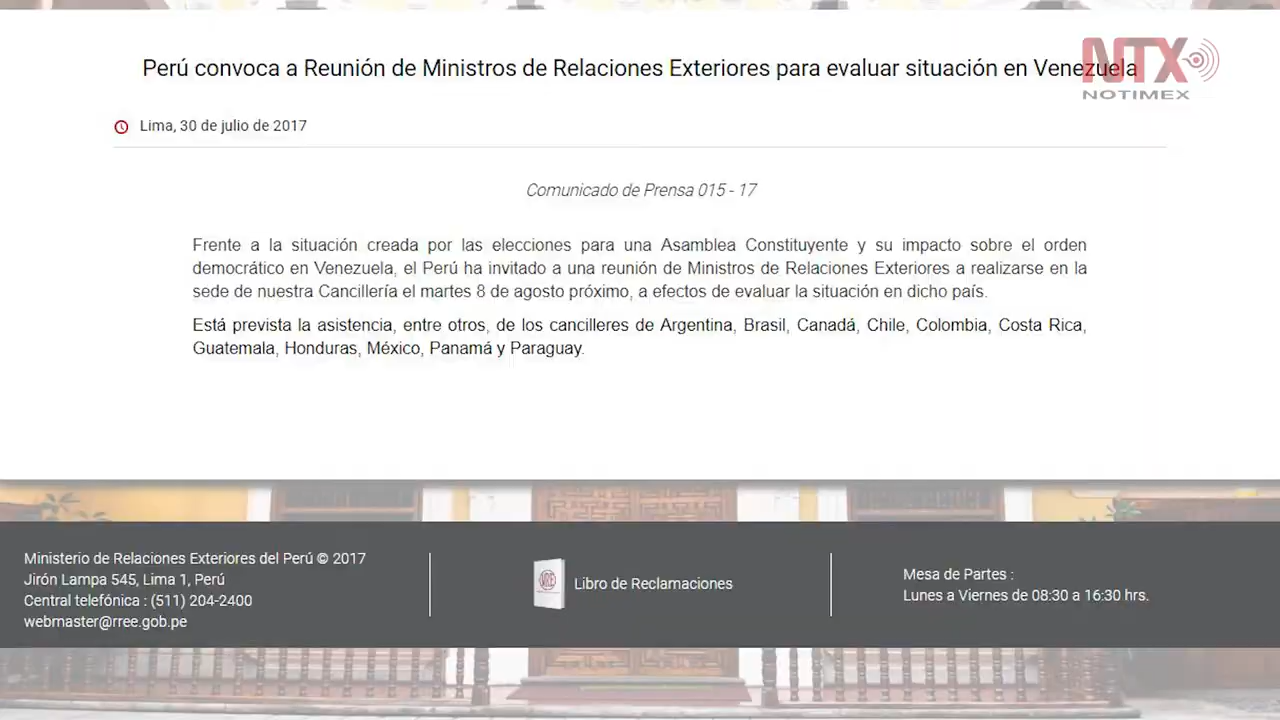 NTX
NOTIMEX
Perú convoca a Reunión de Ministros de Relaciones Exteriores para evaluar situación en Venezuela
Lima, 30 de julio de 2017
Comunicado de Prensa 015 - 17
Frente a la situación creada por las elecciones para una Asamblea Constituyente y su impacto sobre el orden
democrático en Venezuela, el Perú ha invitado a una reunión de Ministros de Relaciones Exteriores a realizarse en la
sede de nuestra Cancillería el martes 8 de agosto próximo, a efectos de evaluar la situación en dicho país.
Está prevista la asistencia, entre otros, de los cancilleres de Argentina, Brasil, Canadá, Chile, Colombia, Costa Rica,
Guatemala, Honduras, México, Panamá y Paraguay.
Ministerio de Relaciones Exteriores del Perú © 2017
Jirón Lampa 545, Lima 1, Perú
Central telefónica : (511) 204-2400
webmaster@rree.gob.pe
Libro de Reclamaciones
Mesa de Partes :
Lunes a Viernes de 08:30 a 16:30 hrs.